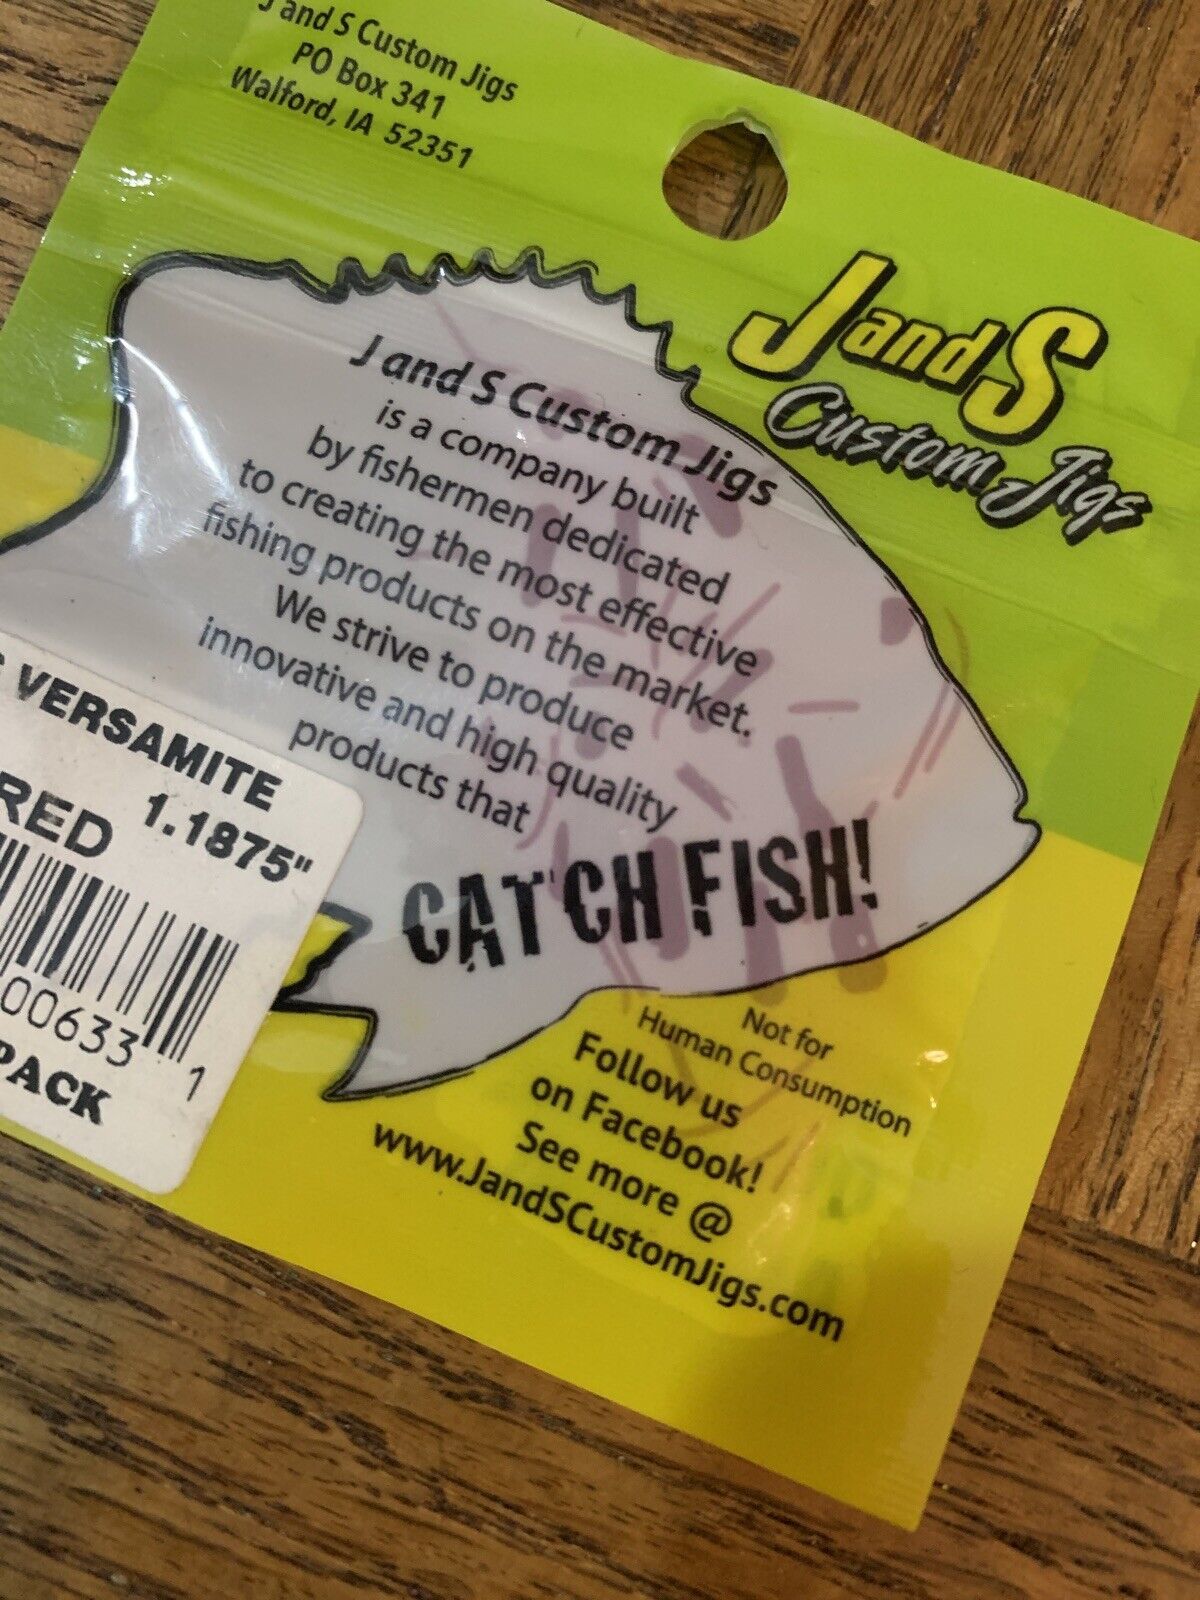 J and S Custom Jigs
PO Box 341
Walford, IA 52351
J and S
Custom Jigs
J and S Custom Jigs
is a company built
by fishermen dedicated
to creating the most effective
fishing products on the market.
We strive to produce
innovative and high quality
products that
CATCH FISH!
VERSAMITE
1.1875"
RED
00633 1
PACK
Not for
Human Consumption
Follow us
on Facebook!
See more @
www.JandSCustomJigs.com